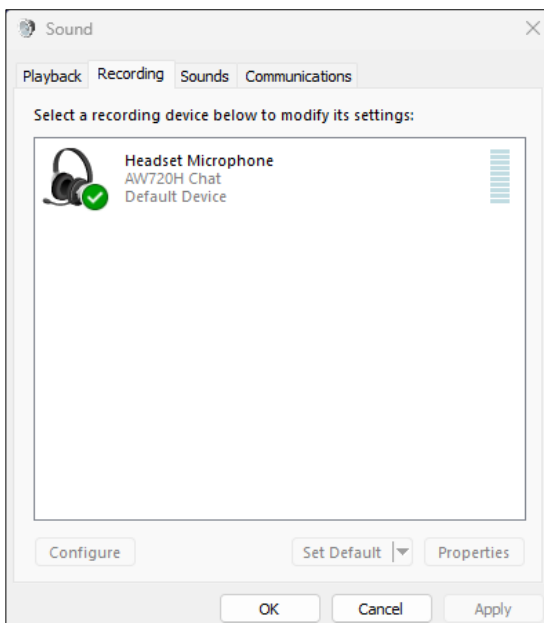 Sound
Playback Recording Sounds Communications
Select a recording device below to modify its settings:
Headset Microphone
AW720H Chat
Default Device
Configure Set Default Properties
OK Cancel Apply